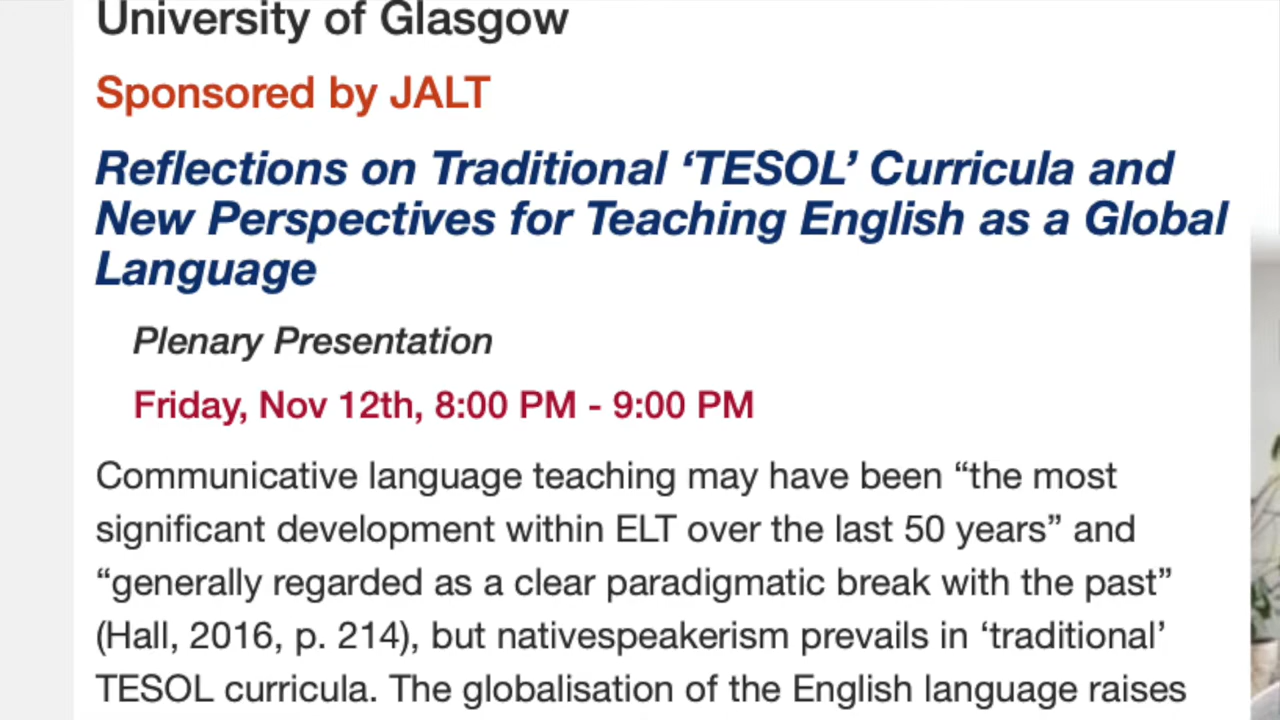 University of Glasgow
Sponsored by JALT
Reflections on Traditional ‘TESOL’ Curricula and
New Perspectives for Teaching English as a Global
Language
Plenary Presentation
Friday, Nov 12th, 8:00 PM - 9:00 PM
Communicative language teaching may have been “the most
significant development within ELT over the last 50 years” and
“generally regarded as a clear paradigmatic break with the past”
(Hall, 2016, p. 214), but nativespeakerism prevails in ‘traditional’
TESOL curricula. The globalisation of the English language raises